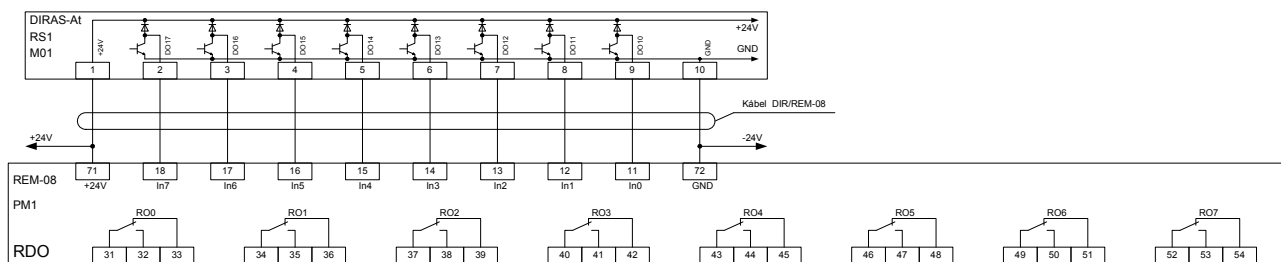 DIRAS-At
RS1
M01
+24V
GND
+24V DO17 DO16 DO15 DO14 DO13 DO12 DO11 DO10 GND
1 2 3 4 5 6 7 8 9 10
Kábel DIR/REM-08
+24V -24V
71 18 17 16 15 14 13 12 11 72
+24V In7 In6 In5 In4 In3 In2 In1 In0 GND
REM-08
PM1
RO0 RO1 RO2 RO3 RO4 RO5 RO6 RO7
RDO
31 32 33 34 35 36 37 38 39 40 41 42 43 44 45 46 47 48 49 50 51 52 53 54